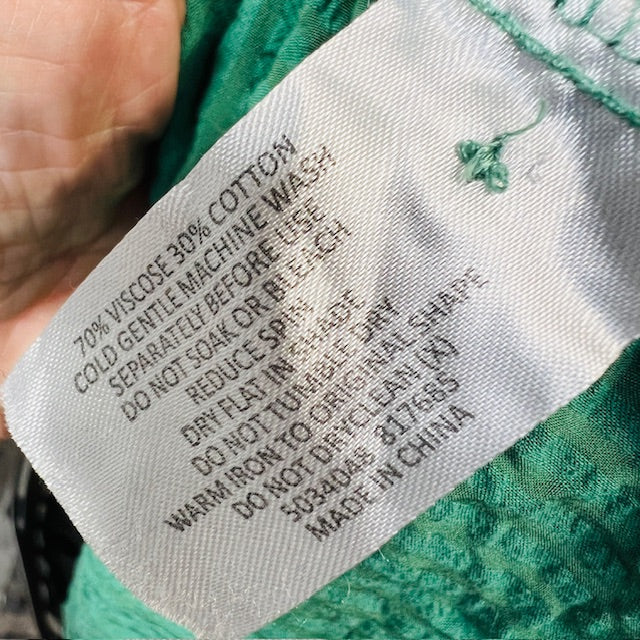 70% VISCOSE 30% COTTON
COLD GENTLE MACHINE WASH
SEPARATELY BEFORE USE
DO NOT SOAK OR BLEACH
REDUCE SPIN
DRY FLAT IN SHADE
DO NOT TUMBLE DRY
WARM IRON TO ORIGINAL SHAPE
DO NOT DRYCLEAN (X)
5034048 817685
MADE IN CHINA